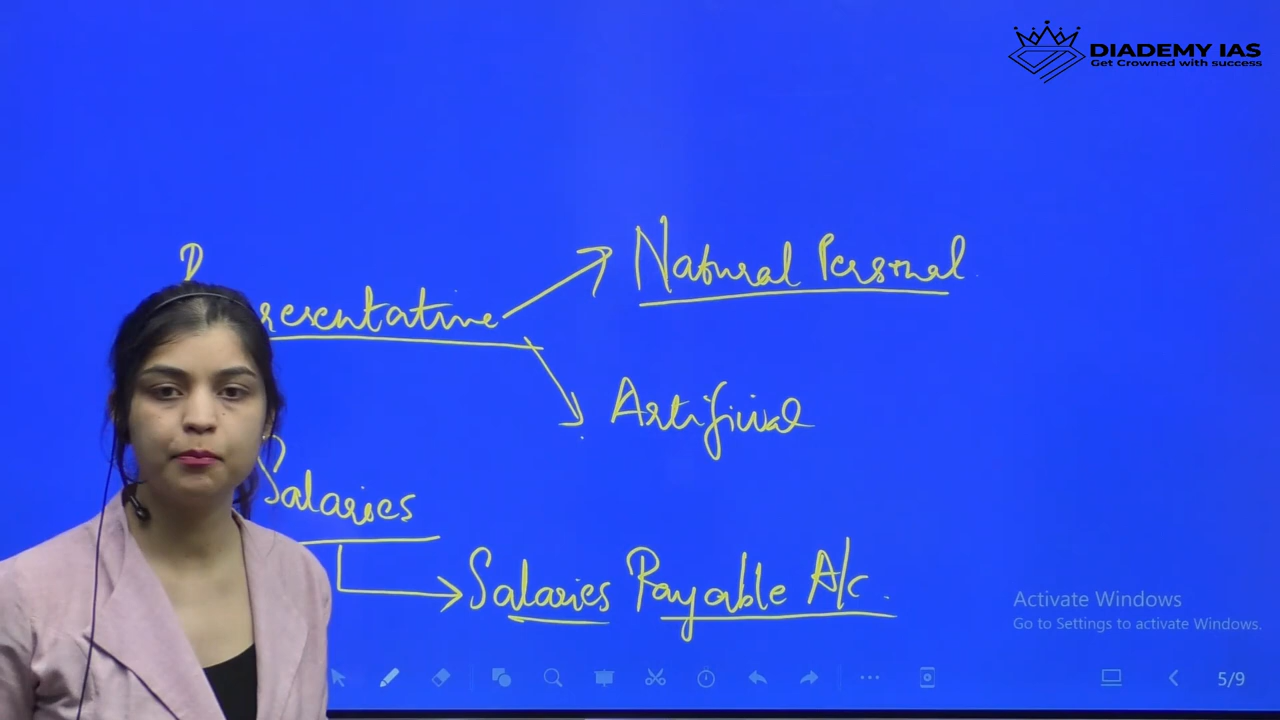 DIADEMY IAS
Get Crowned with success
Natural Personal
resentative
Artificial
Salaries
Salaries Payable A/c.
Activate Windows
Go to Settings to activate Windows.
5/9